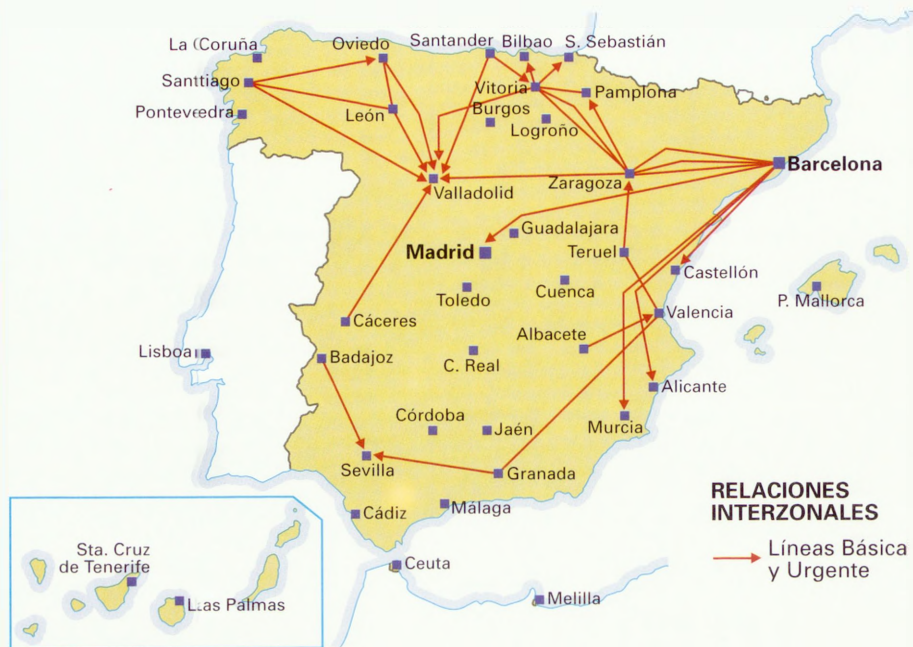 La Coruña
Oviedo
Santander
Bilbao
S. Sebastián
Santtiago
Vitoria
Pamplona
Pontevedra
León
Burgos
Logroño
Valladolid
Zaragoza
Barcelona
Guadalajara
Madrid
Teruel
Castellón
Toledo
Cuenca
P. Mallorca
Cáceres
Albacete
Valencia
Lisboa
Badajoz
C. Real
Alicante
Córdoba
Jaén
Murcia
Sevilla
Granada
RELACIONES
INTERZONALES
Líneas Básica
y Urgente
Cádiz
Málaga
Sta. Cruz
de Tenerife
Ceuta
Las Palmas
Melilla